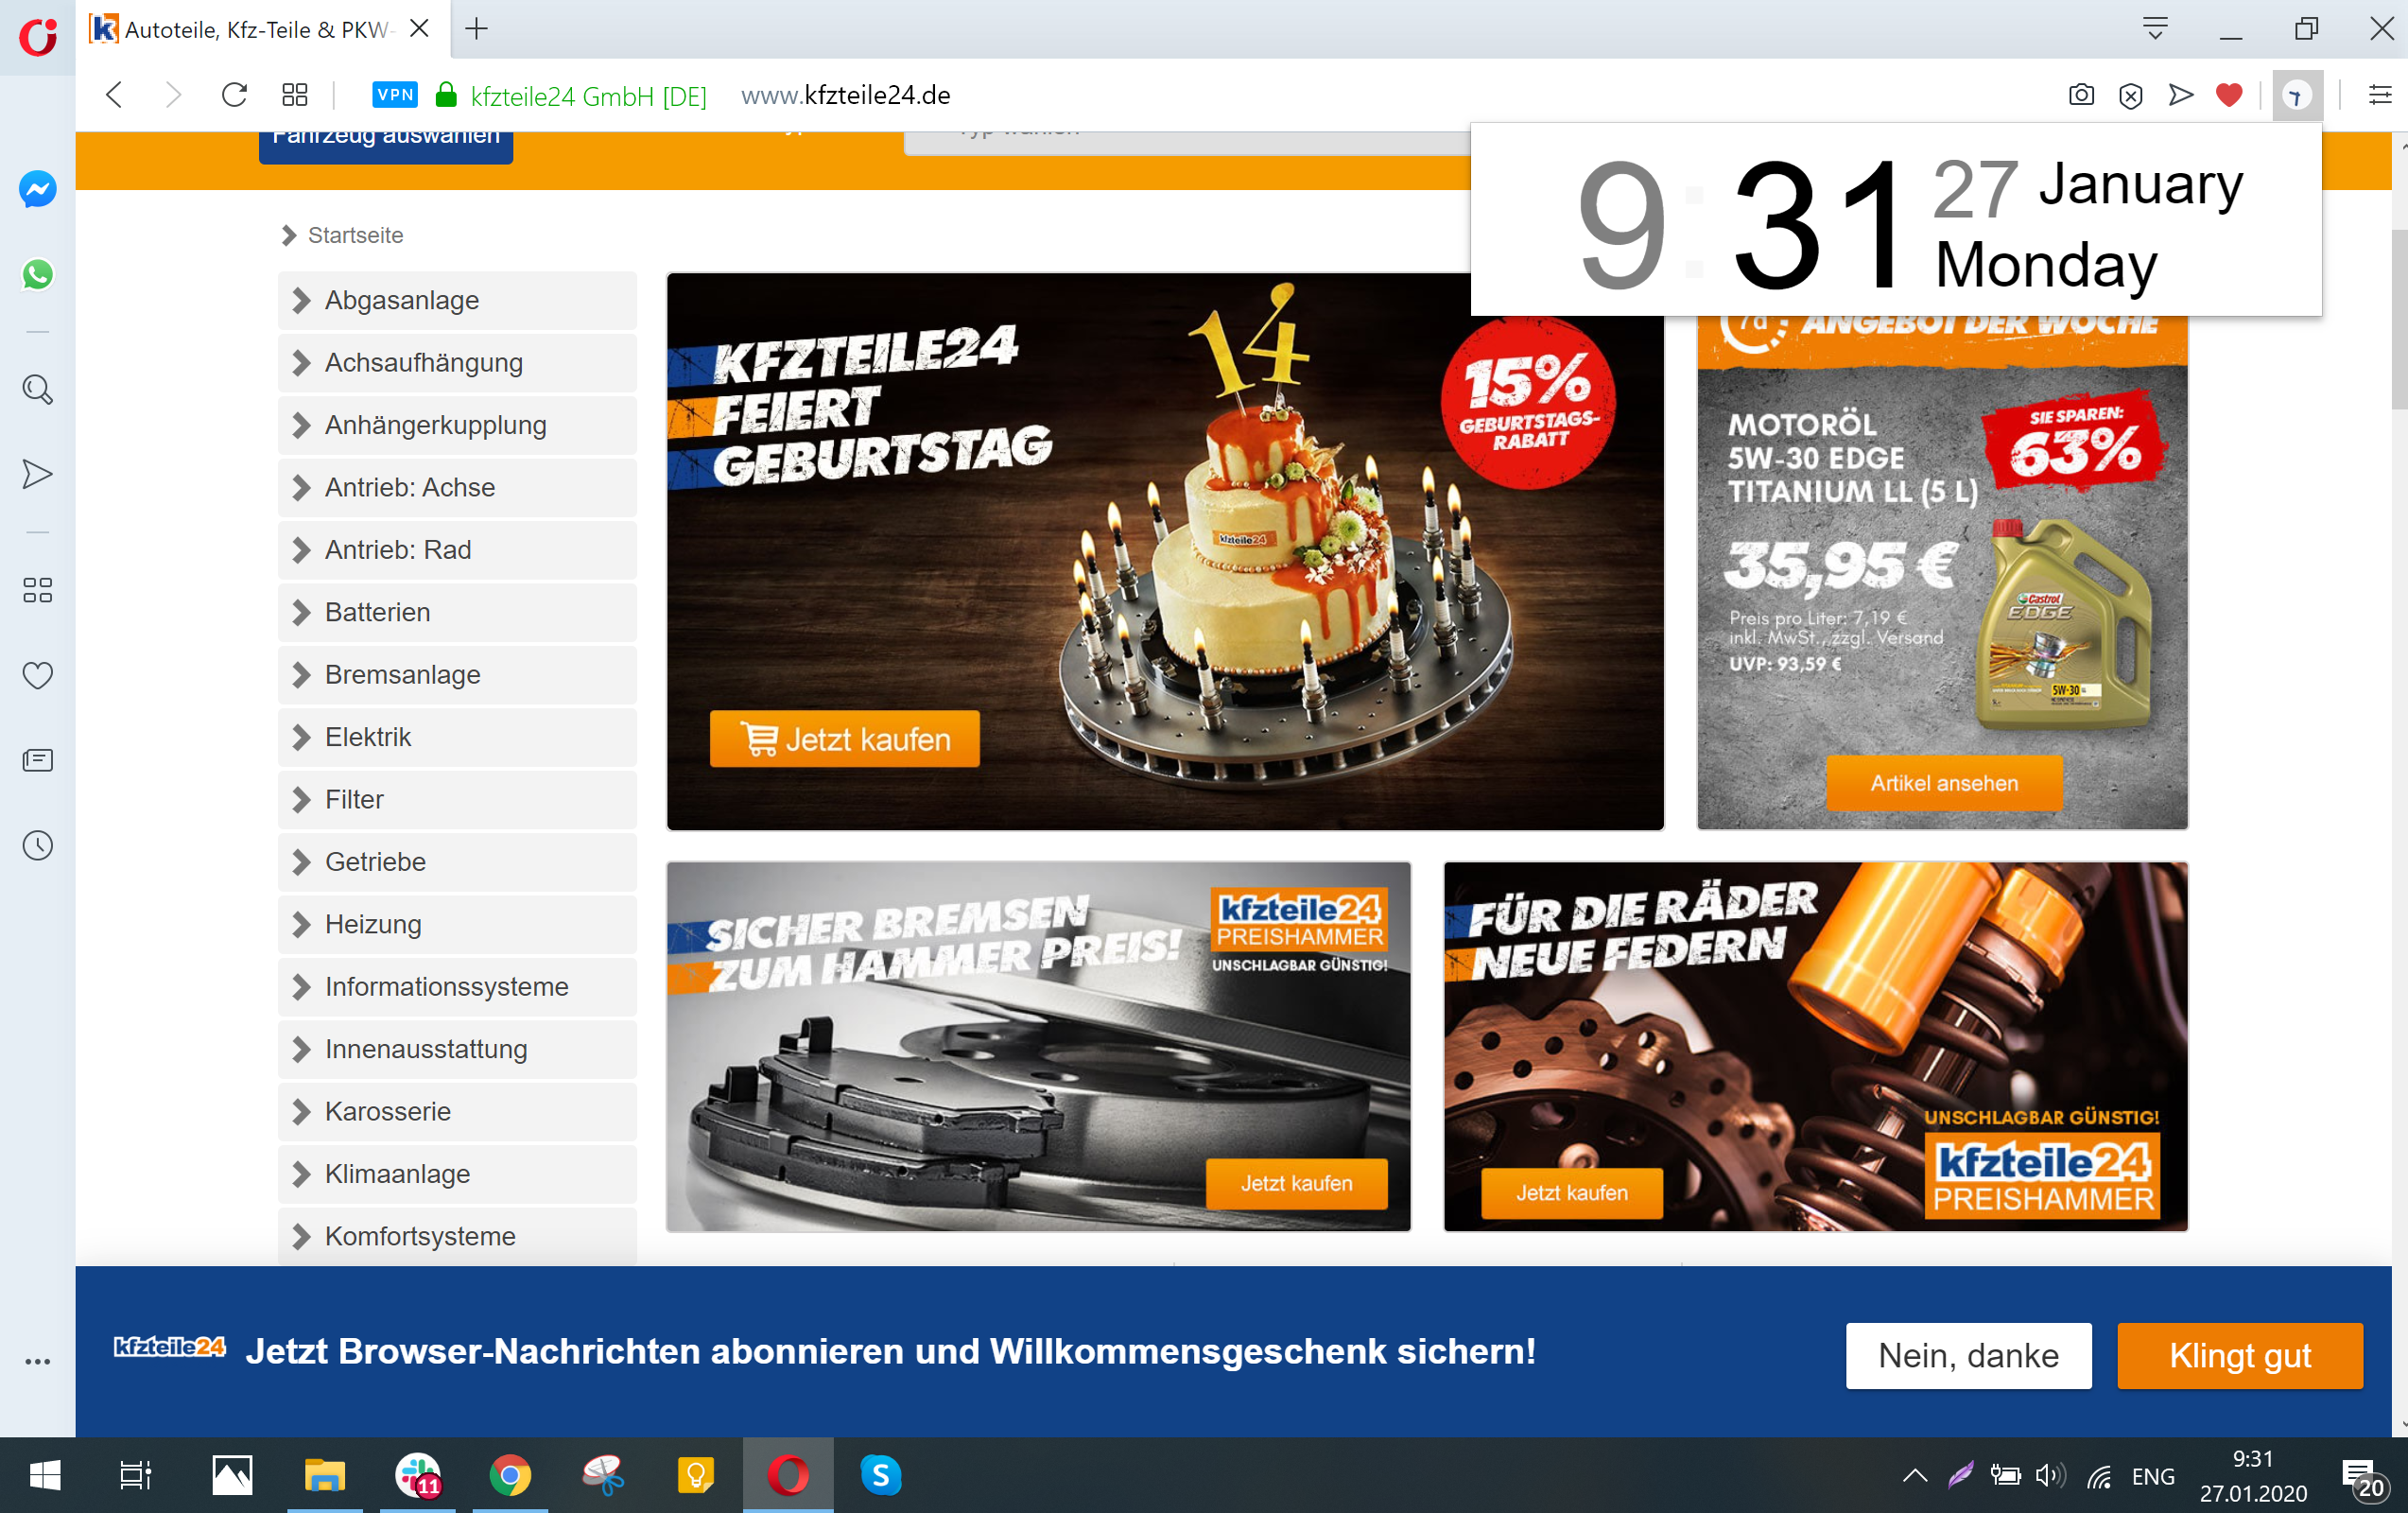 Autoteile, Kfz-Teile & PKW-
VPN
kfzteile24 GmbH [DE]
www.kfzteile24.de
Fahrzeug auswählen
9:31
27 January
Monday
Startseite
Abgasanlage
Achsaufhängung
Anhängerkupplung
Antrieb: Achse
Antrieb: Rad
Batterien
Bremsanlage
Elektrik
Filter
Getriebe
Heizung
Informationssysteme
Innenausstattung
Karosserie
Klimaanlage
Komfortsysteme
KFZTEILE24
FEIERT
GEBURTSTAG
14
15%
GEBURTSTAGS-
RABATT
kfzteile24
Jetzt kaufen
7d
ANGEBOT DER WOCHE
MOTORÖL
5W-30 EDGE
TITANIUM LL (5 L)
SIE SPAREN:
63%
35,95 €
Preis pro Liter: 7,19 €
inkl. MwSt., zzgl. Versand
UVP: 93,59 €
Castrol
EDGE
5W-30
Artikel ansehen
SICHER BREMSEN
ZUM HAMMER PREIS!
kfzteile24
PREISHAMMER
UNSCHLAGBAR GÜNSTIG!
Jetzt kaufen
FÜR DIE RÄDER
NEUE FEDERN
Jetzt kaufen
UNSCHLAGBAR GÜNSTIG!
kfzteile24
PREISHAMMER
kfzteile24
Jetzt Browser-Nachrichten abonnieren und Willkommensgeschenk sichern!
Nein, danke
Klingt gut
11
S
ENG
9:31
27.01.2020
20